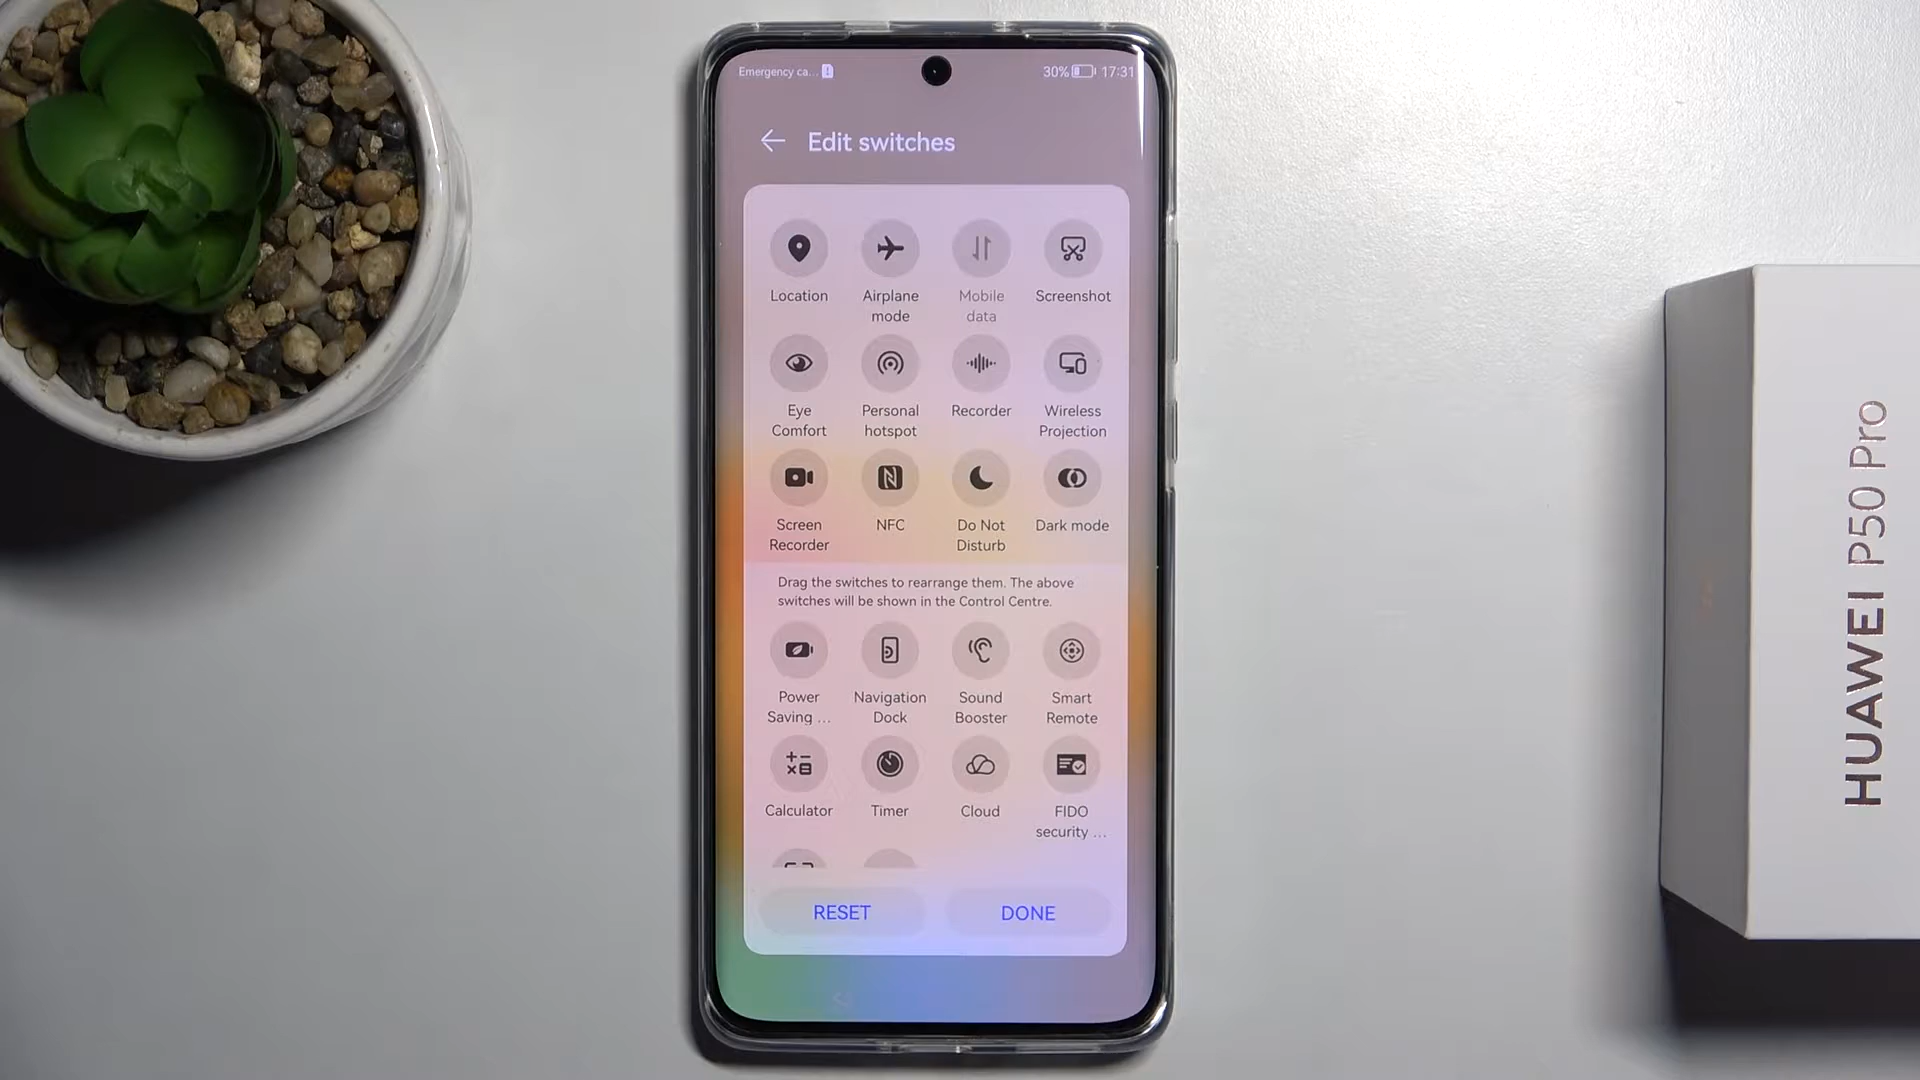 Emergency ca...
30% 17:31
Edit switches
Location
Airplane mode
Mobile data
Screenshot
Eye Comfort
Personal hotspot
Recorder
Wireless Projection
Screen Recorder
NFC
Do Not Disturb
Dark mode
Drag the switches to rearrange them. The above
switches will be shown in the Control Centre.
Power Saving ...
Navigation Dock
Sound Booster
Smart Remote
Calculator
Timer
Cloud
FIDO security ...
RESET
DONE
HUAWEI P50 Pro